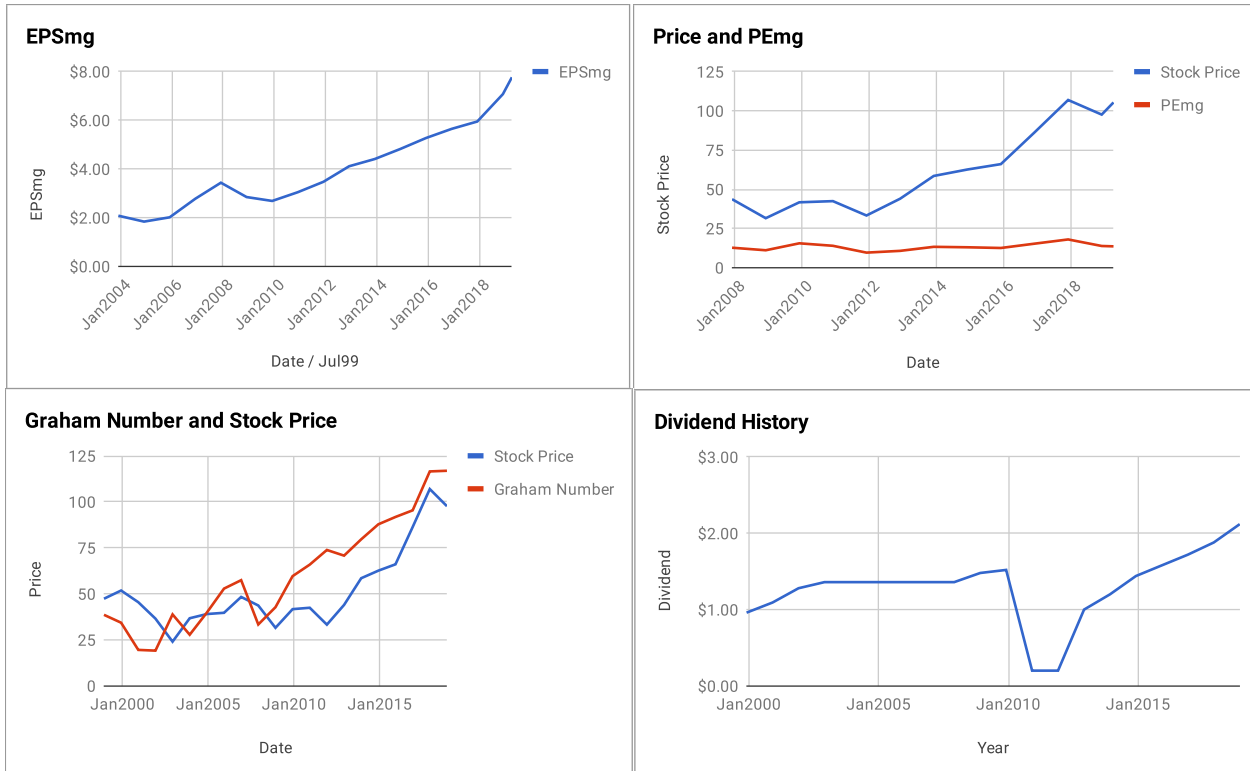 EPSmg
EPSmg
$8.00
$6.00
$4.00
$2.00
$0.00
EPSmg
Jan2004
Jan2006
Jan2008
Jan2010
Jan2012
Jan2014
Jan2016
Jan2018
Date / Jul99
Price and PEmg
Stock Price
PEmg
125
100
75
50
25
0
Stock Price
Jan2008
Jan2010
Jan2012
Jan2014
Jan2016
Jan2018
Date
Graham Number and Stock Price
Stock Price
Graham Number
125
100
75
50
25
0
Price
Jan2000
Jan2005
Jan2010
Jan2015
Date
Dividend History
$3.00
$2.00
$1.00
$0.00
Dividend
Jan2000
Jan2005
Jan2010
Jan2015
Year